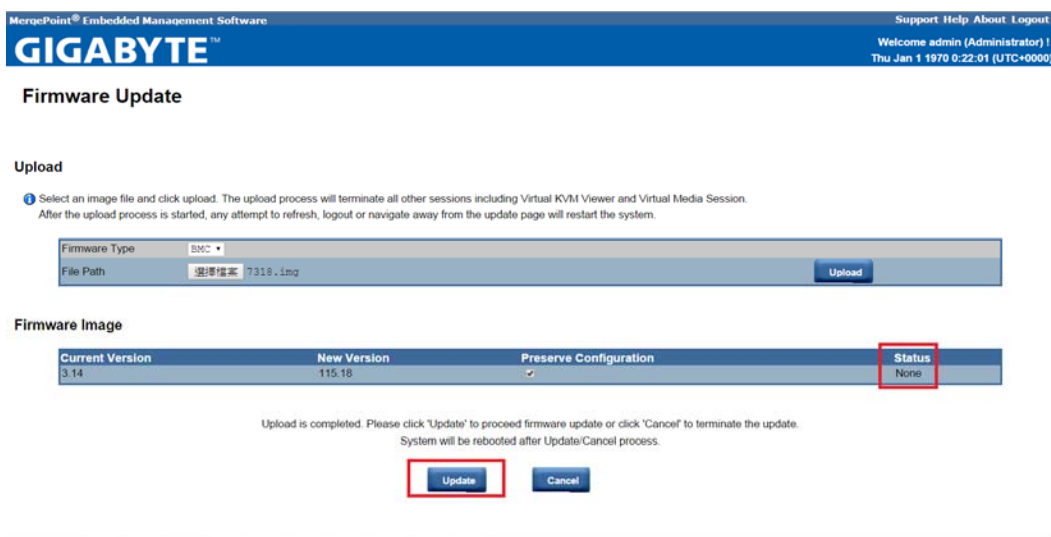 MergePoint® Embedded Management Software
Support Help About Logout
GIGABYTE™
Welcome admin (Administrator) !
Thu Jan 1 1970 0:22:01 (UTC+0000)
Firmware Update
Upload
Select an image file and click upload. The upload process will terminate all other sessions including Virtual KVM Viewer and Virtual Media Session.
After the upload process is started, any attempt to refresh, logout or navigate away from the update page will restart the system.
Firmware Type BMC
File Path 選擇檔案 7318.img Upload
Firmware Image
Current Version New Version Preserve Configuration Status
3.14 115.18 None
Upload is completed. Please click 'Update' to proceed firmware update or click 'Cancel' to terminate the update.
System will be rebooted after Update/Cancel process.
Update Cancel